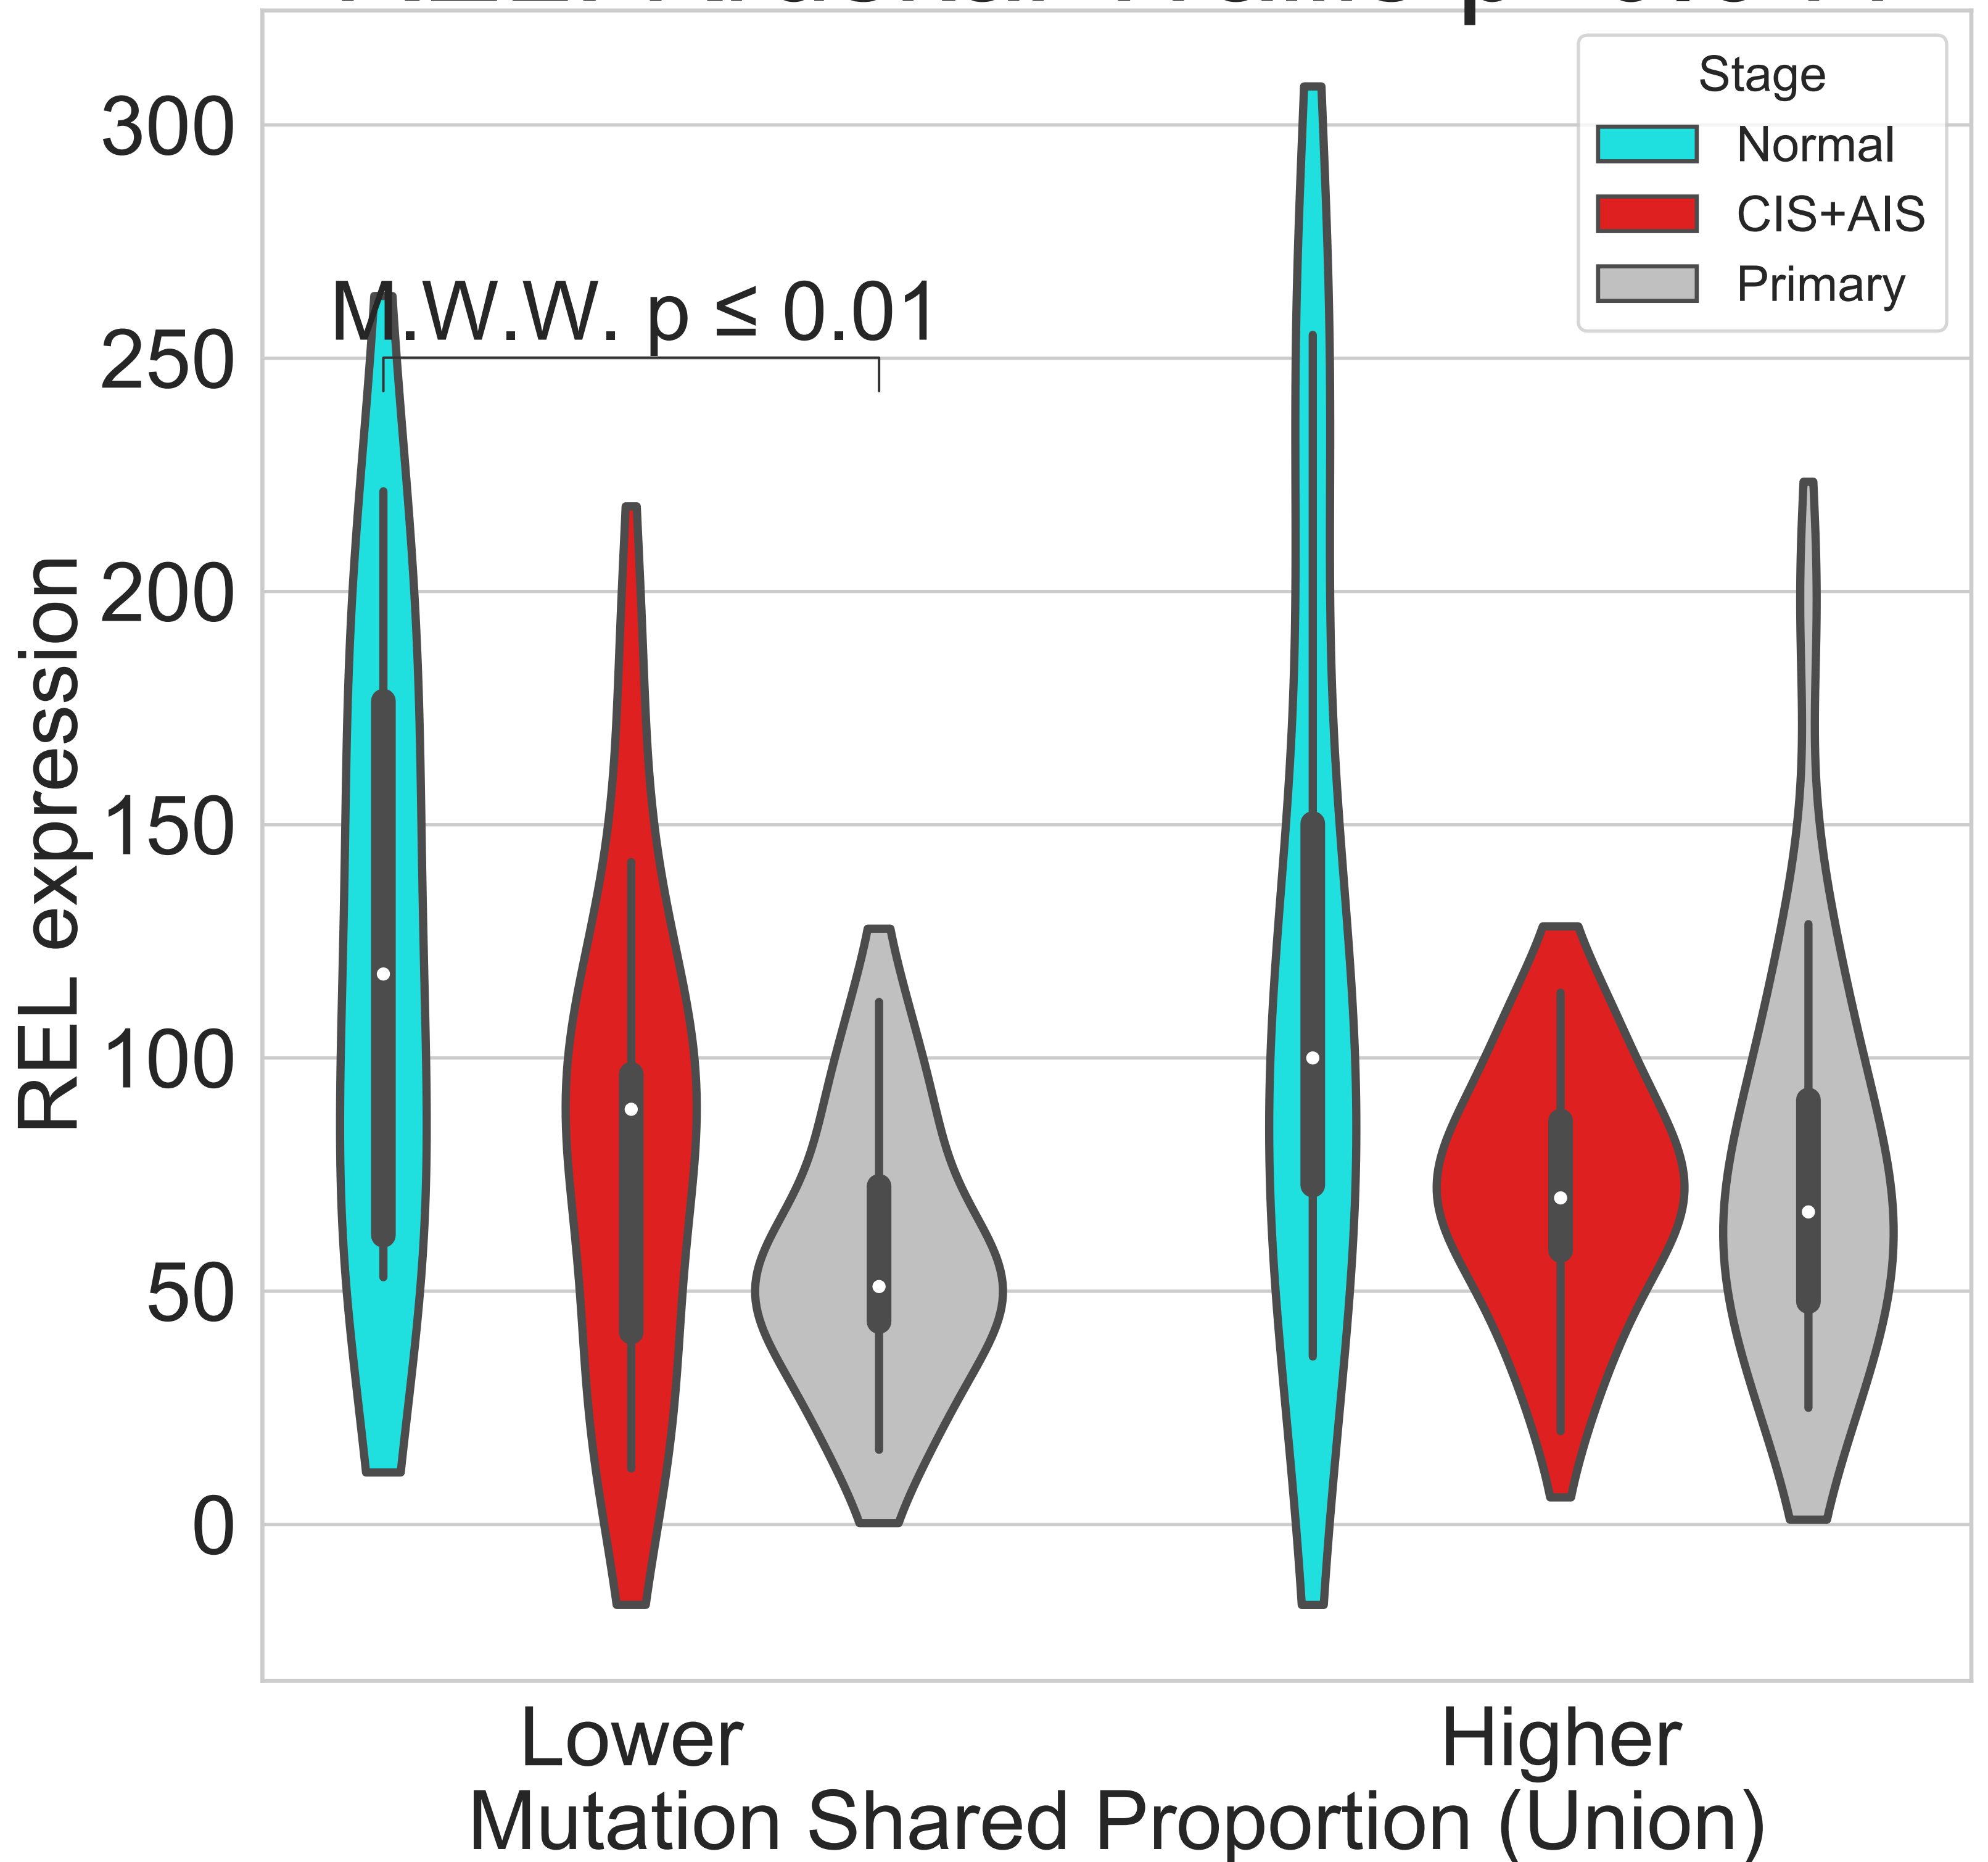 Stage
Normal
CIS+AIS
Primary
M.W.W. p ≤ 0.01
300
250
200
150
100
50
0
REL expression
Lower
Higher
Mutation Shared Proportion (Union)